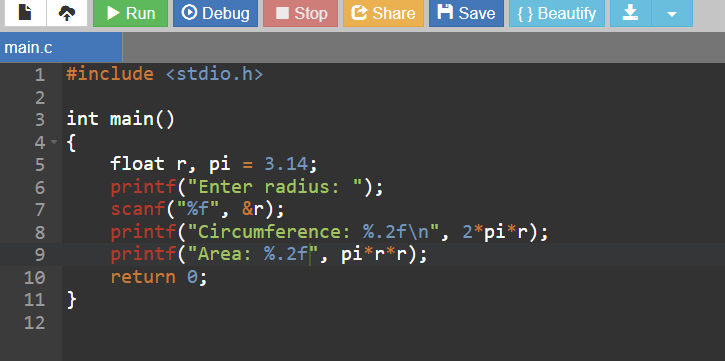 Run Debug Stop Share Save { } Beautify
main.c
1 #include <stdio.h>
2
3 int main()
4 {
5     float r, pi = 3.14;
6     printf("Enter radius: ");
7     scanf("%f", &r);
8     printf("Circumference: %.2f\n", 2*pi*r);
9     printf("Area: %.2f", pi*r*r);
10     return 0;
11 }
12